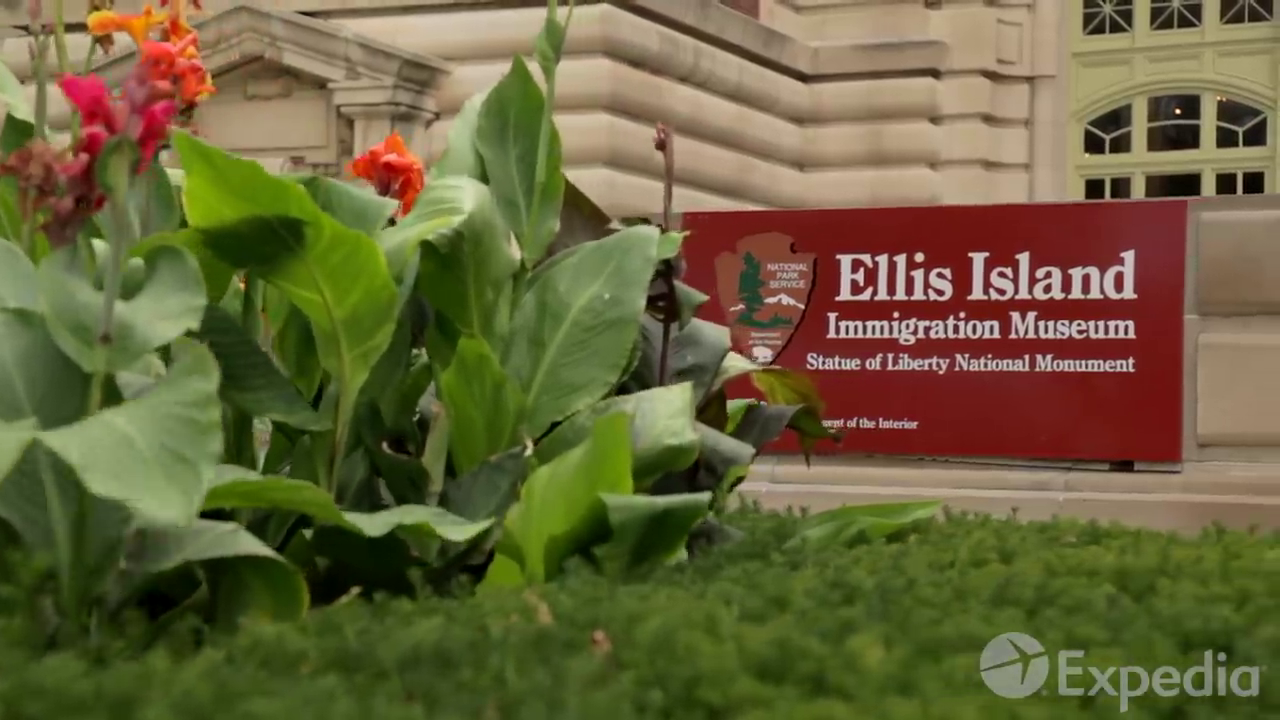 NATIONAL
PARK
SERVICE
Ellis Island
Immigration Museum
Statue of Liberty National Monument
of the Interior
Expedia